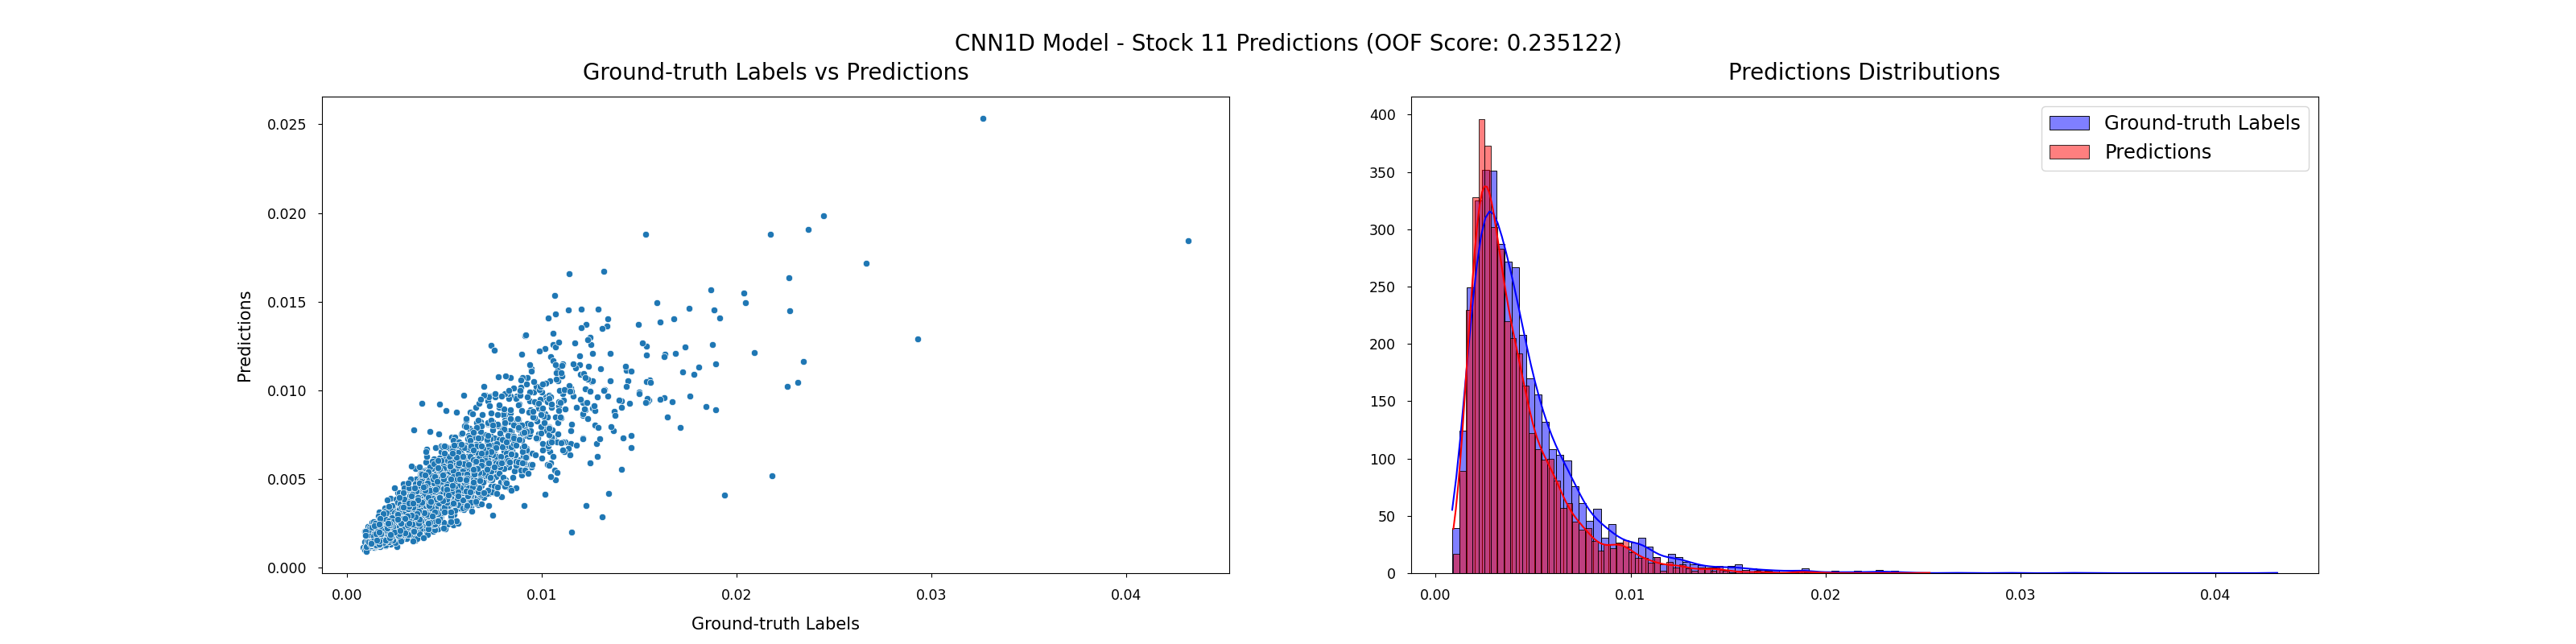 CNN1D Model - Stock 11 Predictions (OOF Score: 0.235122)
Ground-truth Labels vs Predictions
Predictions
0.025
0.020
0.015
0.010
0.005
0.000
0.00 0.01 0.02 0.03 0.04
Ground-truth Labels
Predictions Distributions
Ground-truth Labels
Predictions
400
350
300
250
200
150
100
50
0
0.00 0.01 0.02 0.03 0.04